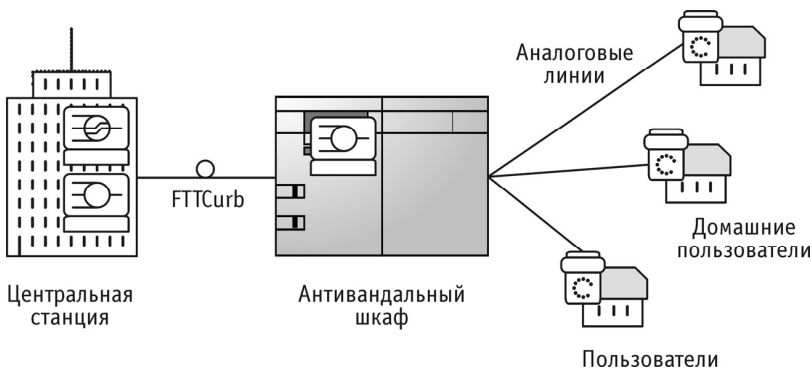 Аналоговые
линии
FTTCurb
Домашние
пользователи
Центральная
станция
Антивандальный
шкаф
Пользователи